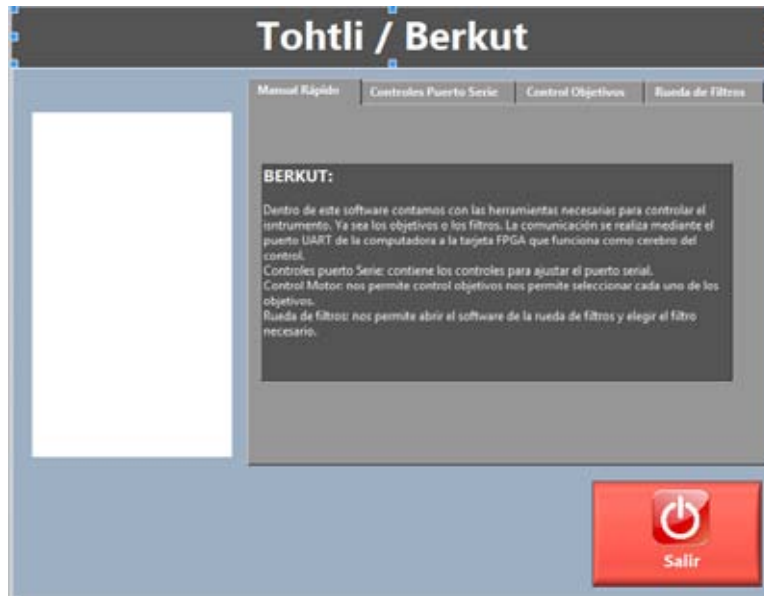 Tohtli / Berkut
Manual Rápido
Controles Puerto Serie
Control Objetivos
Rueda de Filtros
BERKUT:
Dentro de este software contamos con las herramientas necesarias para controlar el
isntrumento. Ya sea los objetivos o los filtros. La comunicación se realiza mediante el
puerto UART de la computadora a la tarjeta FPGA que funciona como cerebro del
control.
Controles puerto Serie: contiene los controles para ajustar el puerto serial.
Control Motor: nos permite control objetivos nos permite seleccionar cada uno de los
objetivos.
Rueda de filtros: nos permite abrir el software de la rueda de filtros y elegir el filtro
necesario.
Salir